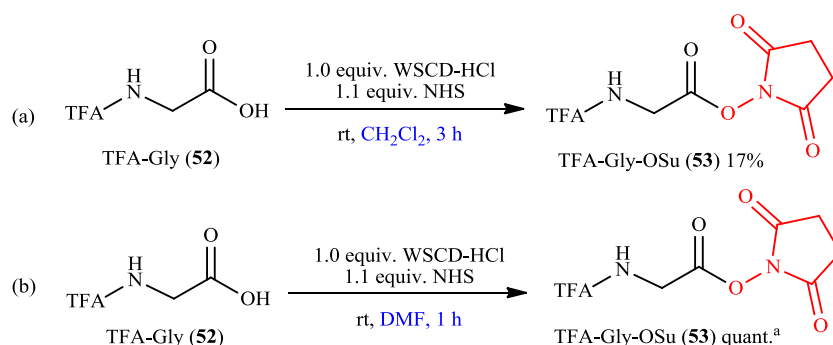 (a)
H
N
TFA
O
OH
TFA-Gly (52)
1.0 equiv. WSCD-HCl
1.1 equiv. NHS
rt, CH₂Cl₂, 3 h
H
N
TFA
O
O
N
O
O
TFA-Gly-OSu (53) 17%
(b)
H
N
TFA
O
OH
TFA-Gly (52)
1.0 equiv. WSCD-HCl
1.1 equiv. NHS
rt, DMF, 1 h
H
N
TFA
O
O
N
O
O
TFA-Gly-OSu (53) quant.ᵃ